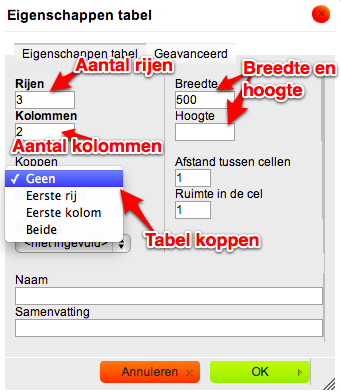 Eigenschappen tabel
Eigenschappen tabel
Geavanceerd
Rijen
Aantal rijen
3
Kolommen
2
Aantal kolommen
Koppen
Geen
Eerste rij
Eerste kolom
Beide
Tabel koppen
<niet ingevuld>
Breedte
500
Hoogte
Breedte en
hoogte
Afstand tussen cellen
1
Ruimte in de cel
1
Naam
Samenvatting
Annuleren
OK